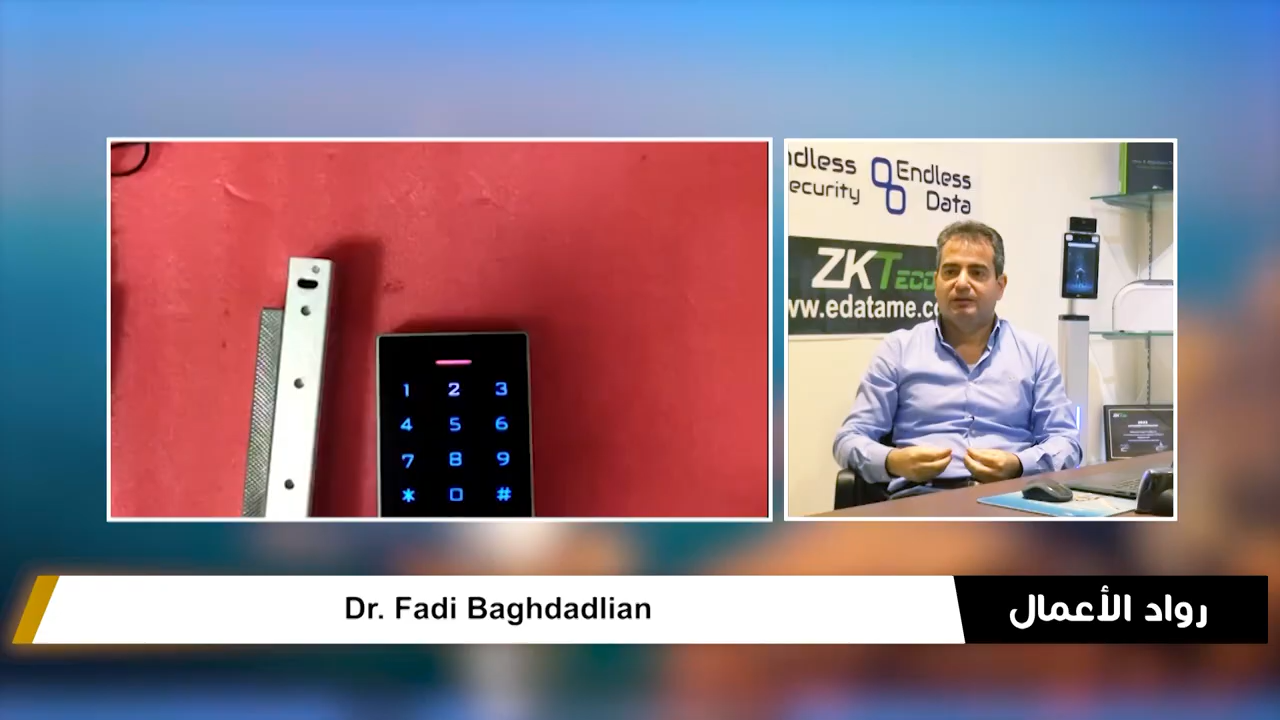 1 2 3
4 5 6
7 8 9
* 0 #
ndless
ecurity
Endless
Data
ZKTeco
www.edatame.co
Dr. Fadi Baghdadlian
رواد الأعمال